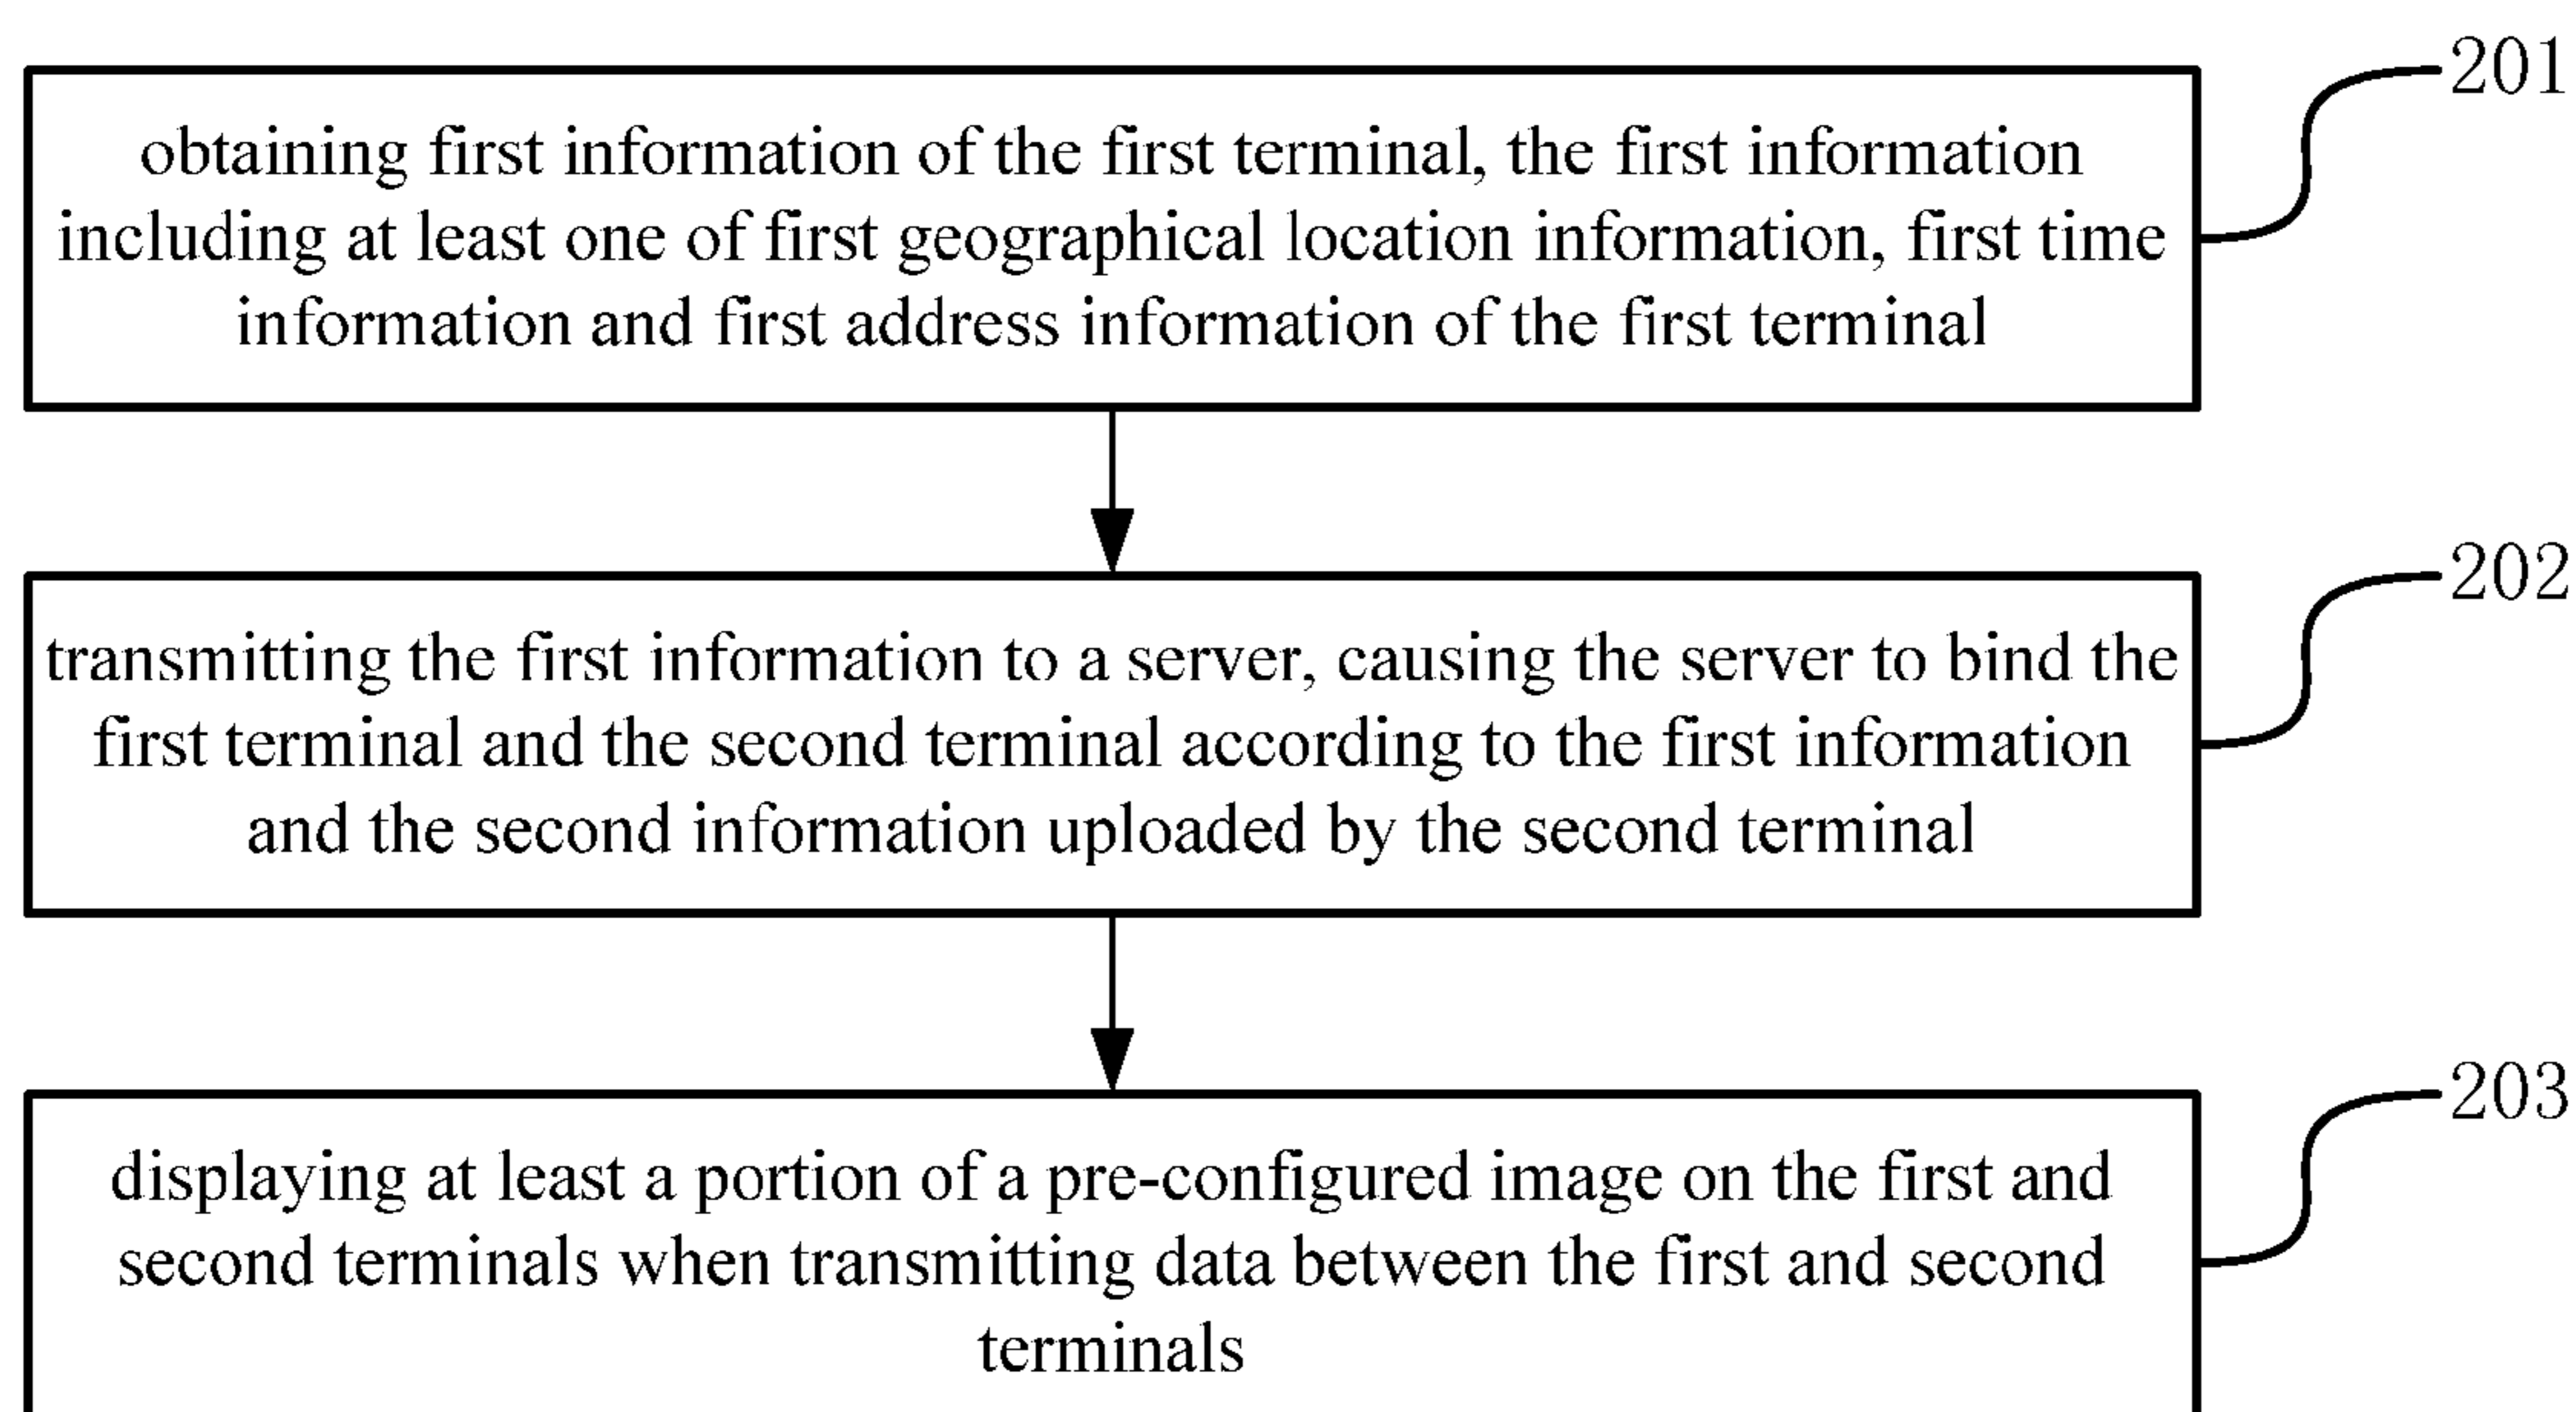 201
obtaining first information of the first terminal, the first information
including at least one of first geographical location information, first time
information and first address information of the first terminal
202
transmitting the first information to a server, causing the server to bind the
first terminal and the second terminal according to the first information
and the second information uploaded by the second terminal
203
displaying at least a portion of a pre-configured image on the first and
second terminals when transmitting data between the first and second
terminals